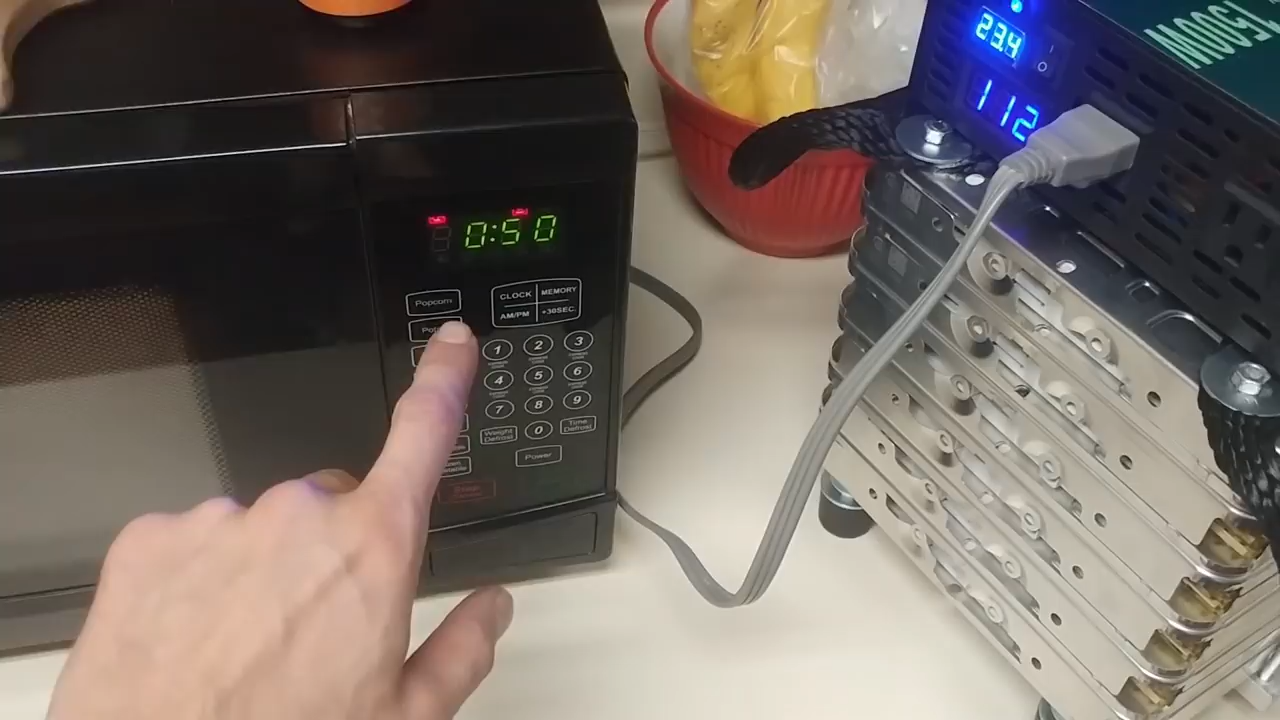 23.4
1500W
112
0:50
Popcorn
CLOCK
MEMORY
AM/PM
+30SEC.
1
2
3
4
5
6
7
8
9
Weight
Defrost
0
Time
Defrost
Power